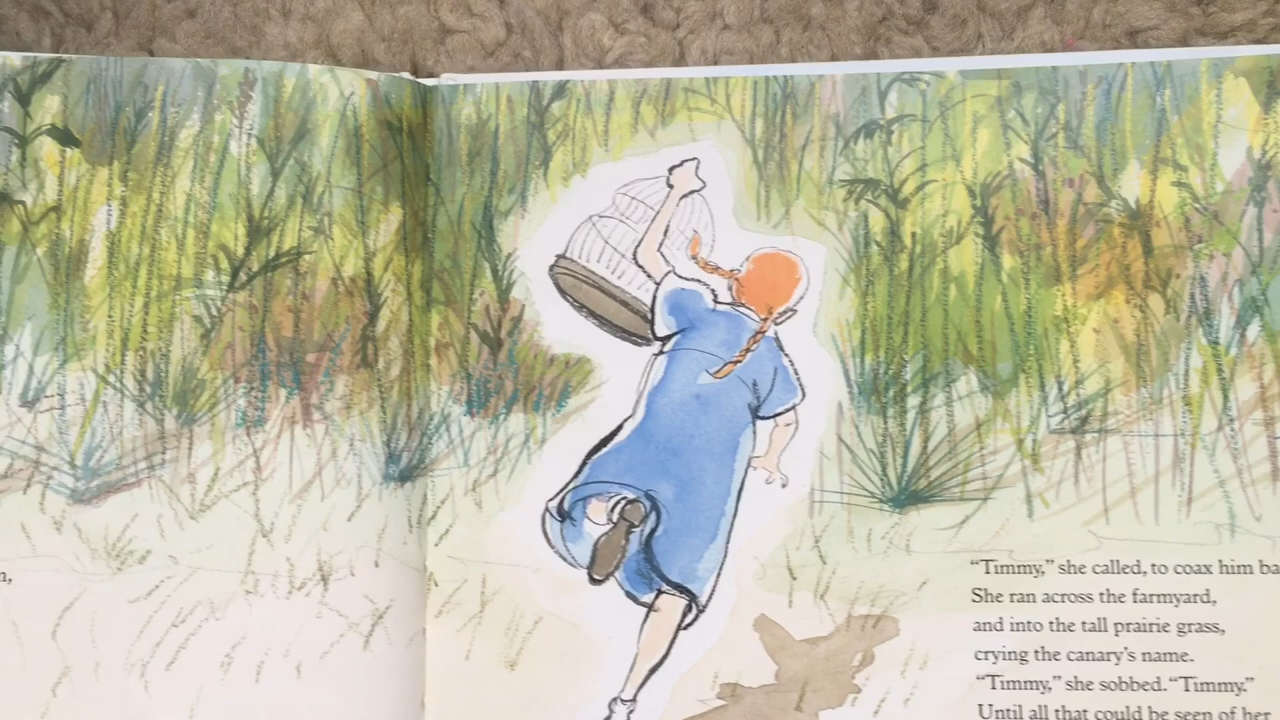 “Timmy,” she called, to coax him
She ran across the farmyard,
and into the tall prairie grass,
crying the canary’s name.
“Timmy,” she sobbed. “Timmy.”
Until all that could be seen of her